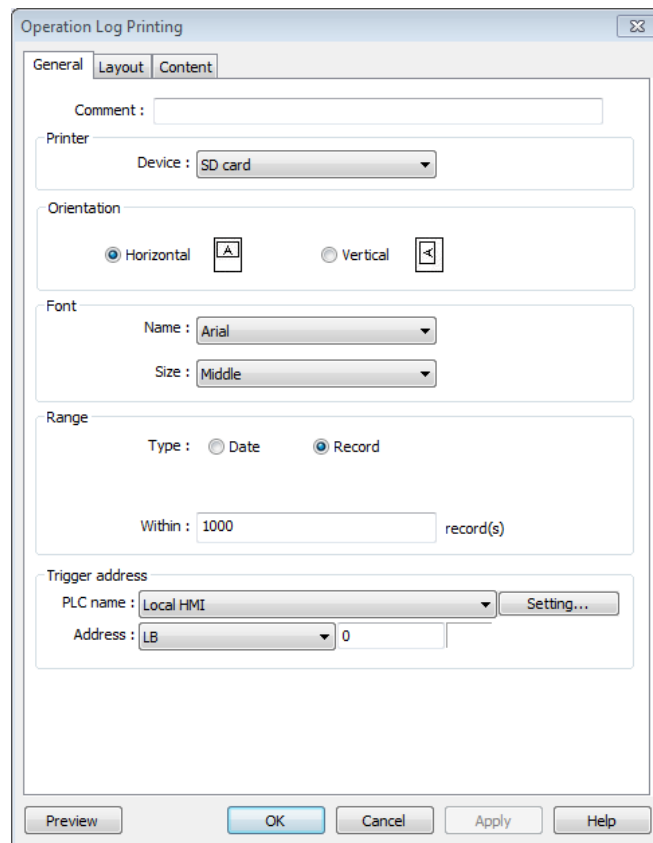 Operation Log Printing
General Layout Content
Comment :
Printer
Device : SD card
Orientation
Horizontal A Vertical A
Font
Name : Arial
Size : Middle
Range
Type : Date Record
Within : 1000 record(s)
Trigger address
PLC name : Local HMI Setting...
Address : LB 0
Preview OK Cancel Apply Help